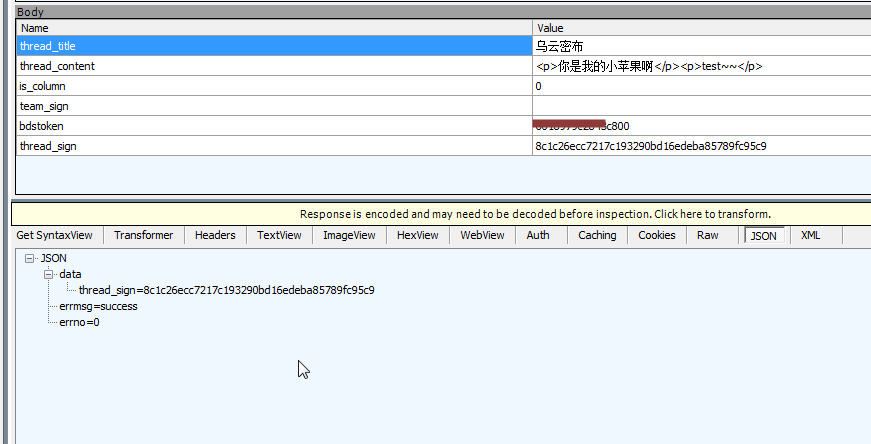 Body
Name Value
thread_title 乌云密布
thread_content <p>你是我的小苹果啊</p><p>test~~</p>
is_column 0
team_sign
bdstoken c800
thread_sign 8c1c26ecc7217c193290bd16edeba85789fc95c9
Response is encoded and may need to be decoded before inspection. Click here to transform.
Get SyntaxView Transformer Headers TextView ImageView HexView WebView Auth Caching Cookies Raw JSON XML
JSON
data
thread_sign=8c1c26ecc7217c193290bd16edeba85789fc95c9
errmsg=success
errno=0